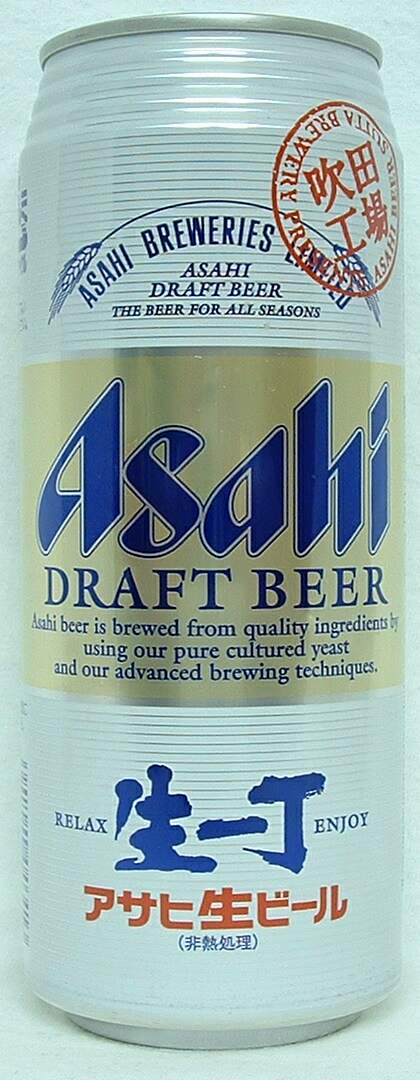 ASAHI BREWERIES LIMITED
ASAHI
DRAFT BEER
THE BEER FOR ALL SEASONS
吹田
工場
SUITA BREWERY
Asahi
DRAFT BEER
Asahi beer is brewed from quality ingredients by
using our pure cultured yeast
and our advanced brewing techniques.
RELAX 生一丁 ENJOY
アサヒ生ビール
(非熱処理)